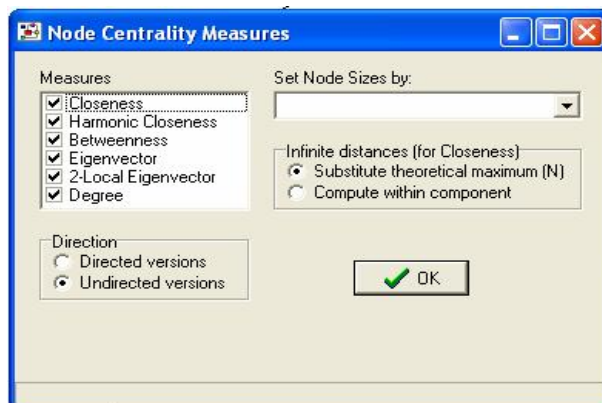 Node Centrality Measures
Measures
Closeness
Harmonic Closeness
Betweenness
Eigenvector
2-Local Eigenvector
Degree
Set Node Sizes by:
Infinite distances (for Closeness)
Substitute theoretical maximum (N)
Compute within component
Direction
Directed versions
Undirected versions
OK